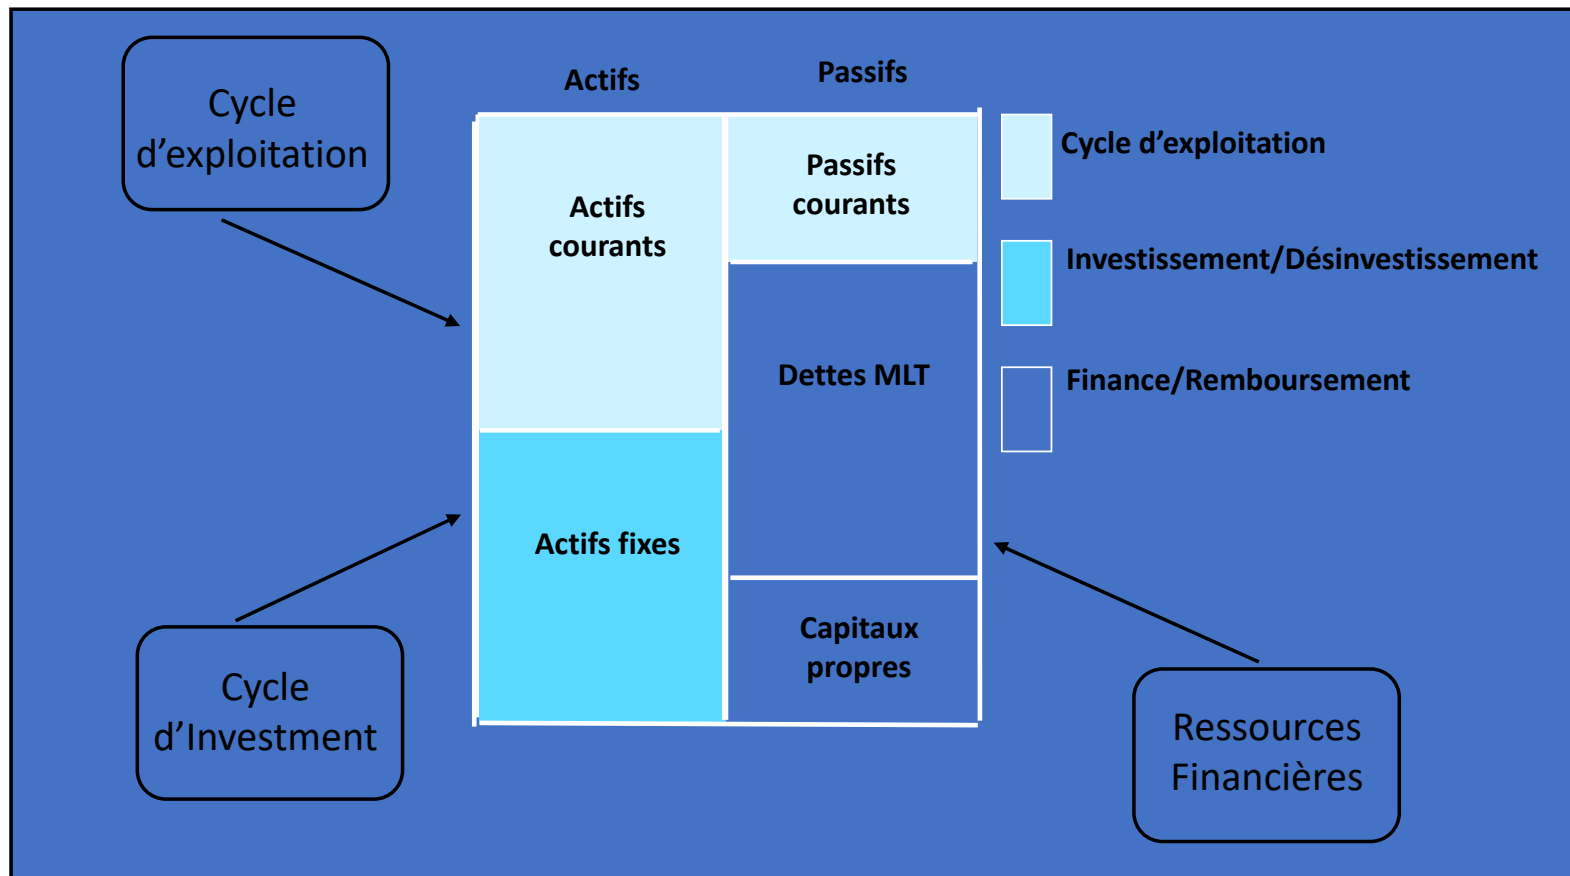 Cycle
d’exploitation
Actifs
Passifs
Cycle d’exploitation
Passifs
courants
Actifs
courants
Investissement/Désinvestissement
Dettes MLT
Finance/Remboursement
Actifs fixes
Capitaux
propres
Cycle
d’Investment
Ressources
Financières